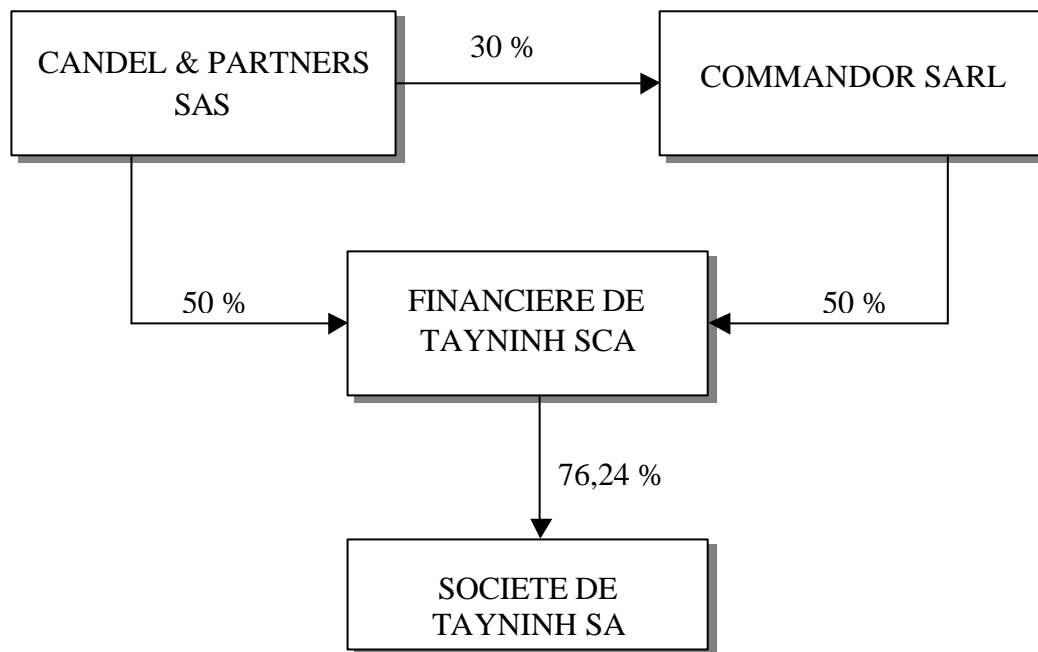 CANDEL & PARTNERS
SAS
30 %
COMMANDOR SARL
50 %
FINANCIERE DE
TAYNINH SCA
50 %
76,24 %
SOCIETE DE
TAYNINH SA